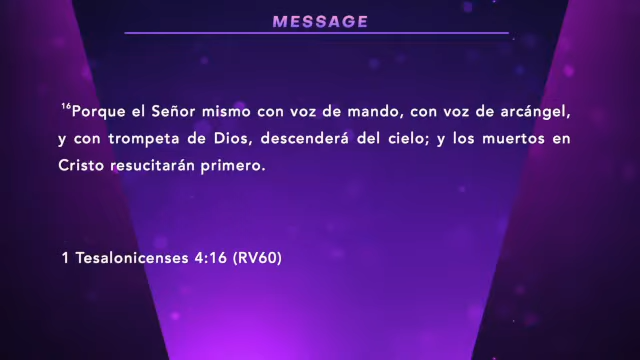 MESSAGE
¹⁶Porque el Señor mismo con voz de mando, con voz de arcángel,
y con trompeta de Dios, descenderá del cielo; y los muertos en
Cristo resucitarán primero.
1 Tesalonicenses 4:16 (RV60)